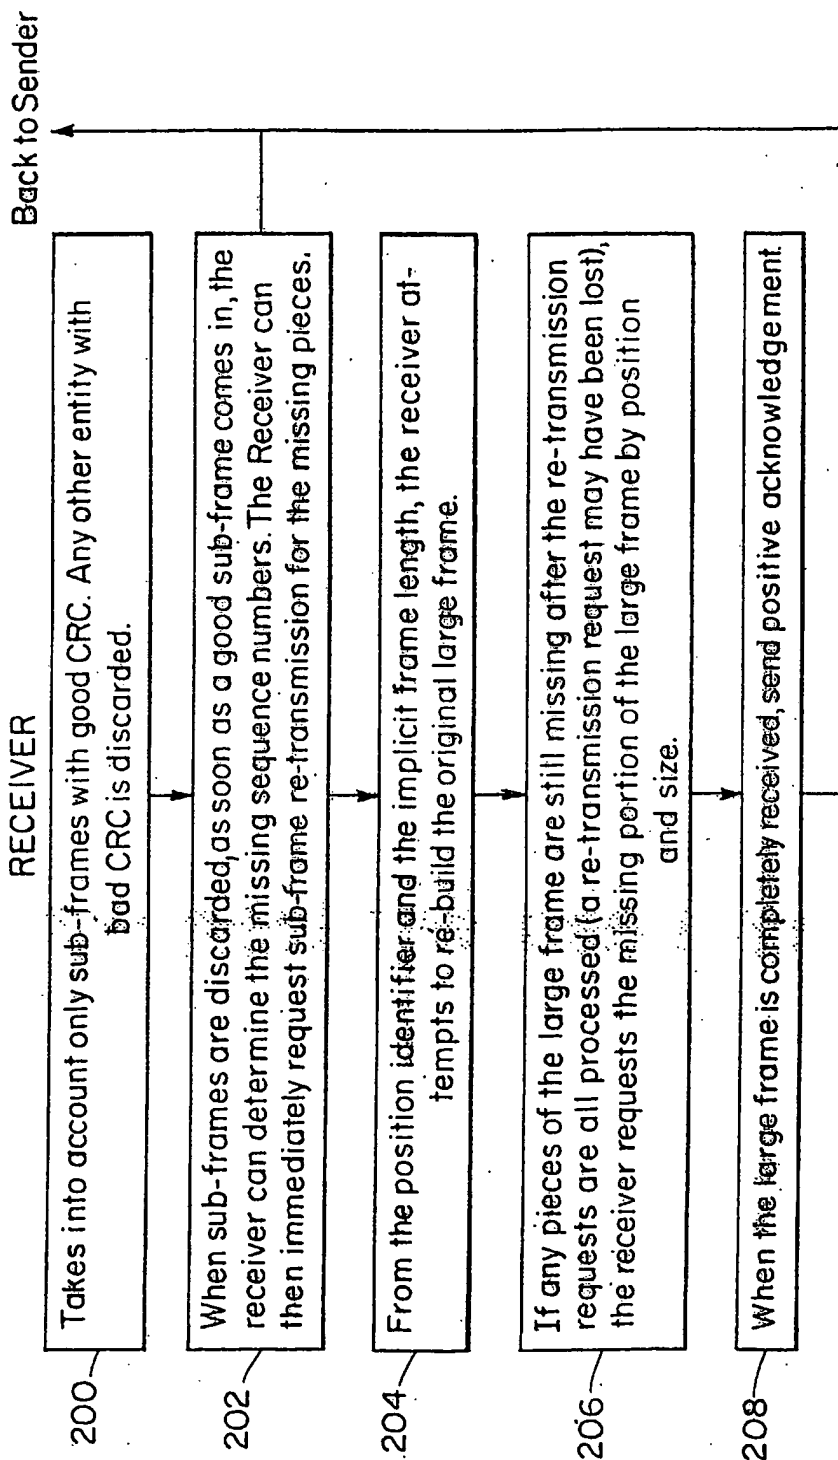 RECEIVER
Back to Sender
200
Takes into account only sub-frames with good CRC. Any other entity with
bad CRC is discarded.
202
When sub-frames are discarded, as soon as a good sub-frame comes in, the
receiver can determine the missing sequence numbers. The Receiver can
then immediately request sub-frame re-transmission for the missing pieces.
204
From the position identifier and the implicit frame length, the receiver at-
tempts to re-build the original large frame.
206
If any pieces of the large frame are still missing after the re-transmission
requests are all processed (a re-transmission request may have been lost),
the receiver requests the missing portion of the large frame by position
and size.
208
When the large frame is completely received, send positive acknowledgement.